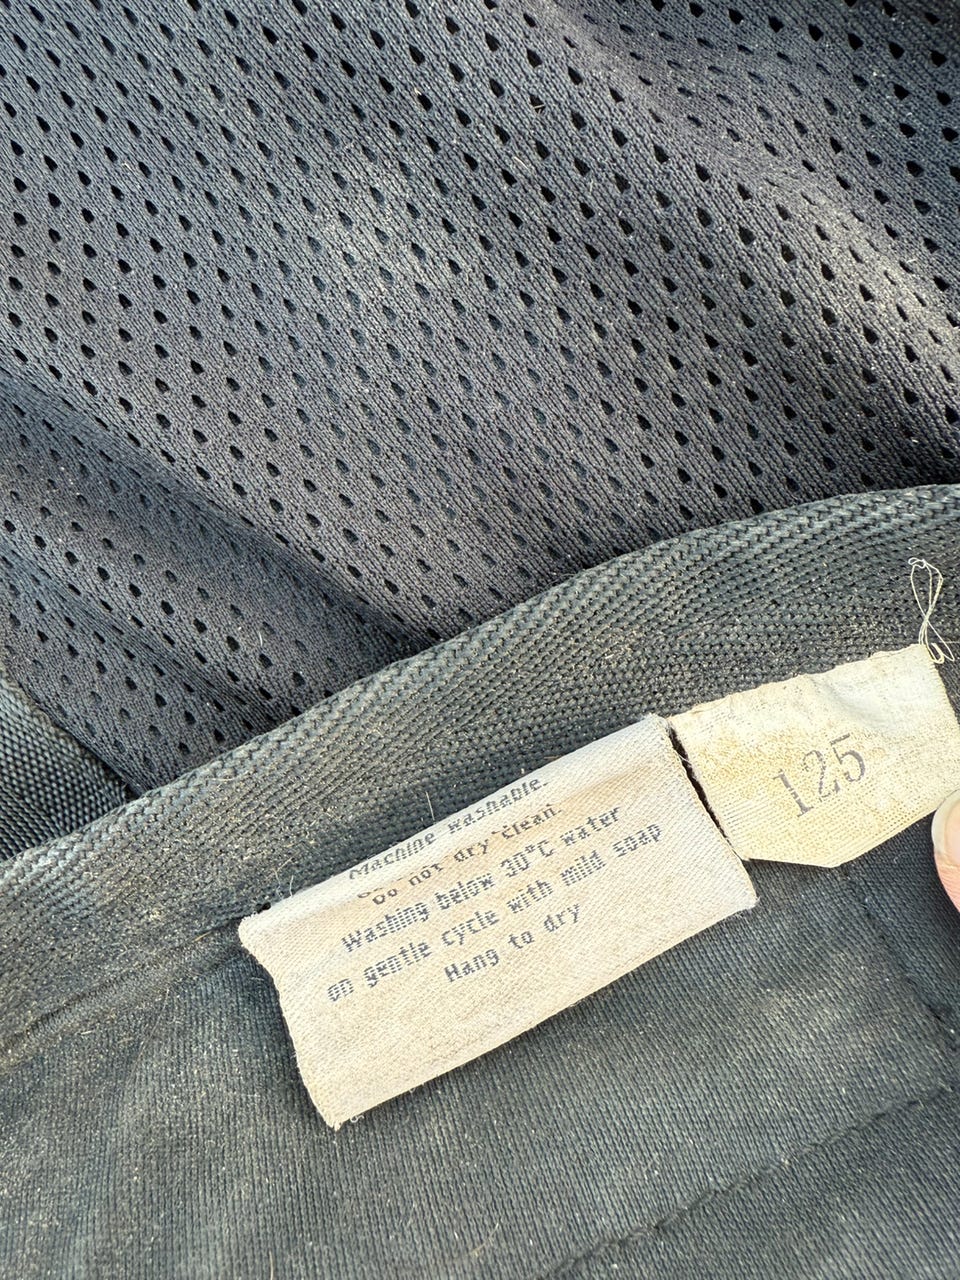 Machine washable.
Do not dry clean.
Washing below 30°C water
on gentle cycle with mild soap
Hang to dry
125